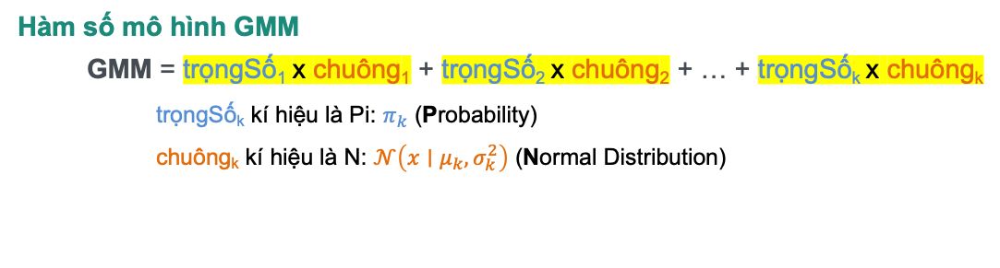 Hàm số mô hình GMM
GMM = trọngSố₁ x chuông₁ + trọngSố₂ x chuông₂ + … + trọngSốₖ x chuôngₖ
trọngSốₖ kí hiệu là Pi: πₖ (Probability)
chuôngₖ kí hiệu là N: 𝒩(x | μₖ, σₖ²) (Normal Distribution)